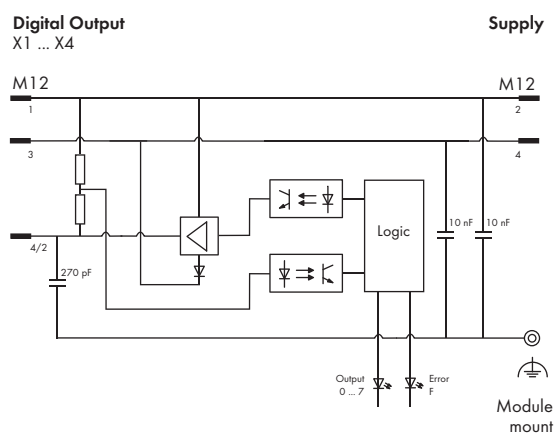 Digital Output
X1 ... X4
Supply
M12
M12
1
2
3
4
Logic
10 nF
10 nF
4/2
270 pF
Output
0 ... 7
Error
F
Module
mount